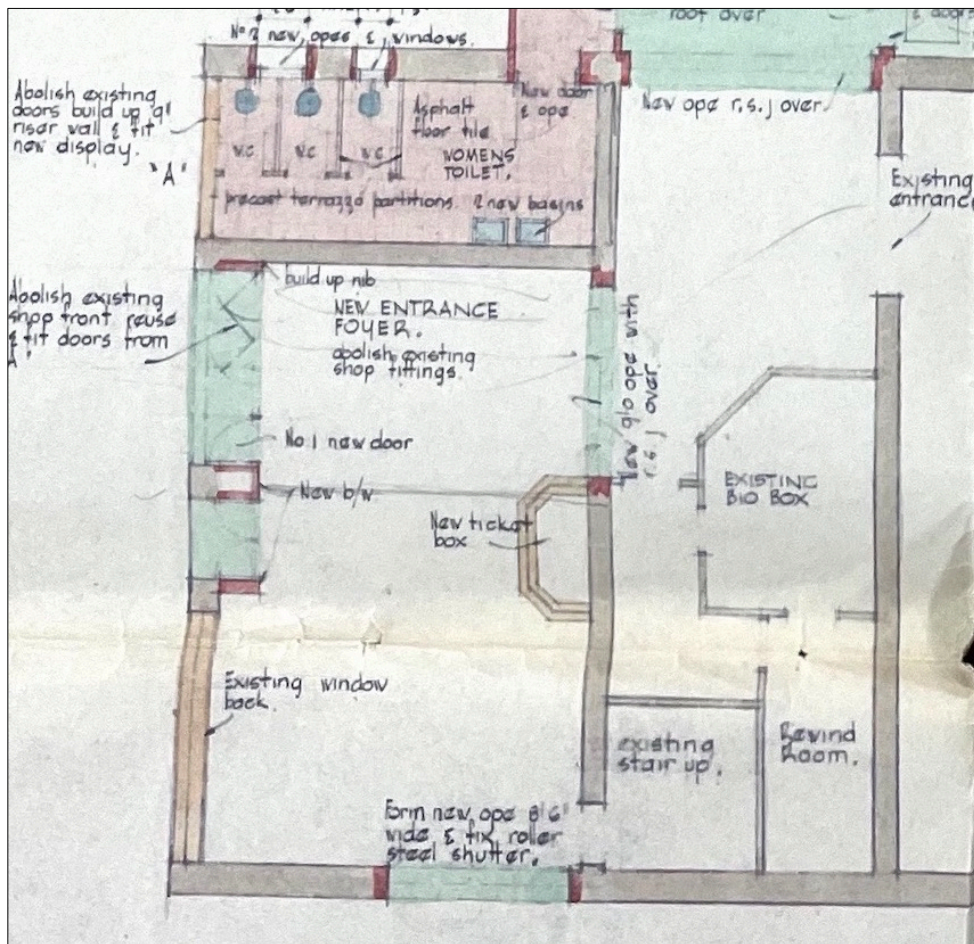 roof over
& doors
No 2 new opes & windows.
Abolish existing
doors build up 9"
riser wall & fit
new display.
"A"
Asphalt
floor tile
New door
& ope
New ope r.s.j over.
W.C
W.C
W.C
WOMENS
TOILET.
Existing
entrance
precast terrazzo partitions. 2 new basins
build up nib
Abolish existing
shop front reuse
& fit doors from
NEW ENTRANCE
FOYER.
abolish existing
shop fittings.
New ope
r.s.j over.
No 1 new door
New b/w
EXISTING
BIO BOX
New ticket
box
Existing window
back.
existing
stair up.
Rewind
Room.
Form new ope 8'6"
wide & fix roller
steel shutter.